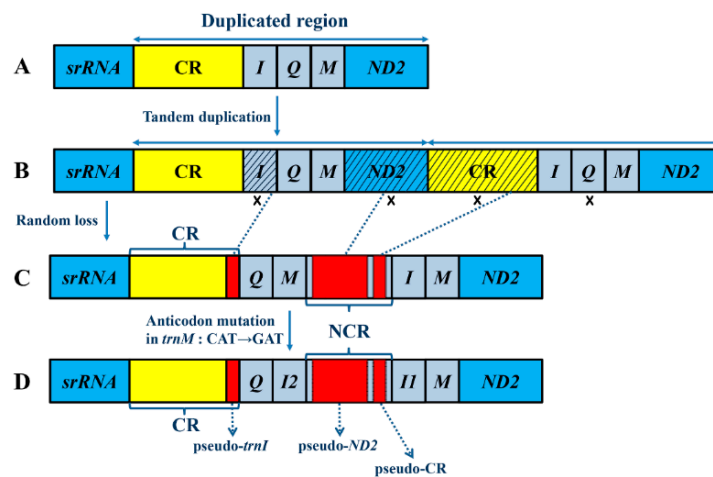 Duplicated region
A srRNA CR I Q M ND2
Tandem duplication
B srRNA CR I Q M ND2 CR I Q M ND2
x x x x
Random loss
CR
C srRNA Q M I M ND2
Anticodon mutation
in trnM : CAT→GAT
NCR
D srRNA Q I2 I1 M ND2
CR
pseudo-trnI pseudo-ND2
pseudo-CR